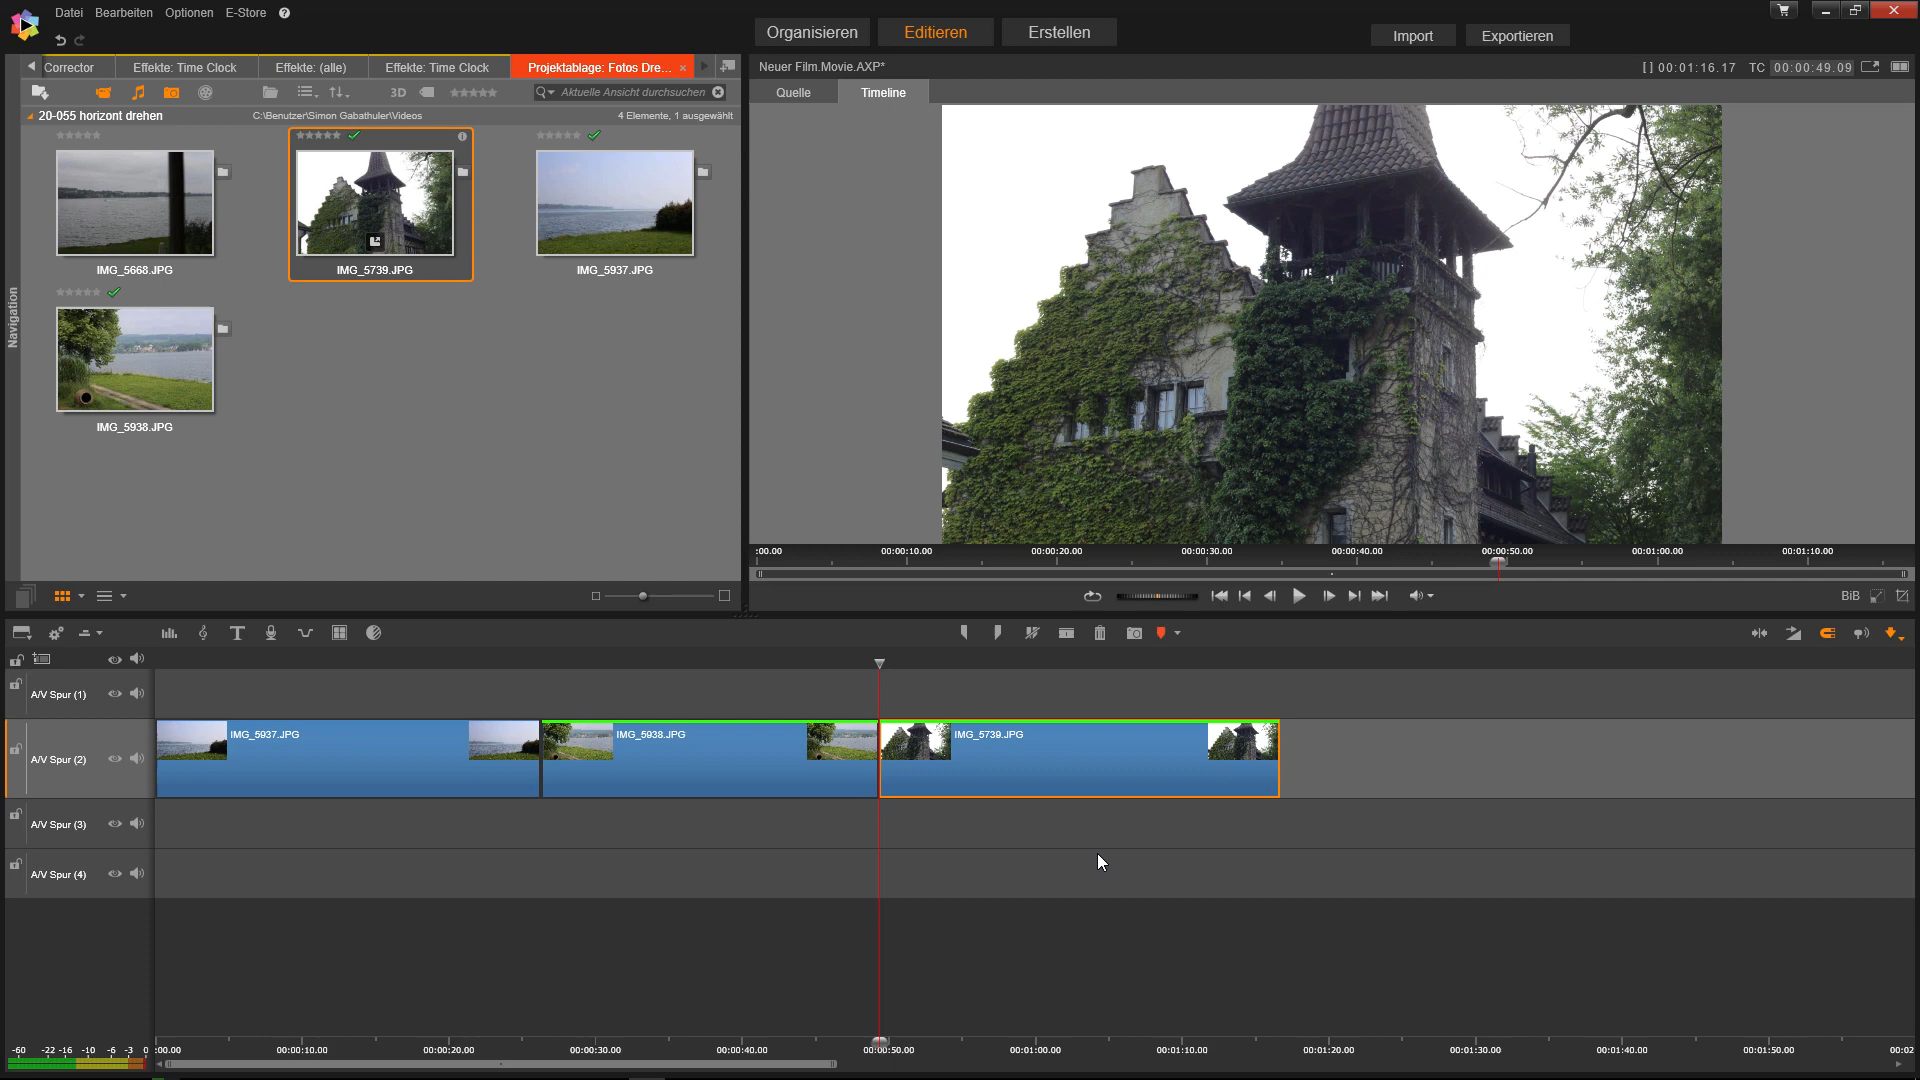 Datei Bearbeiten Optionen E-Store ?
Organisieren Editieren Erstellen
Import Exportieren
Corrector Effekte: Time Clock Effekte: (alle) Effekte: Time Clock Projektablage: Fotos Dre... ×
Neuer Film.Movie.AXP*
[ ] 00:01:16.17 TC 00:00:49.09
3D Aktuelle Ansicht durchsuchen
Quelle Timeline
20-055 horizont drehen C:\Benutzer\Simon Gabathuler\Videos 4 Elemente, 1 ausgewählt
IMG_5668.JPG IMG_5739.JPG IMG_5937.JPG
Navigation
IMG_5938.JPG
:00.00 00:00:10.00 00:00:20.00 00:00:30.00 00:00:40.00 00:00:50.00 00:01:00.00 00:01:10.00
BiB
A/V Spur (1)
A/V Spur (2)
IMG_5937.JPG IMG_5938.JPG IMG_5739.JPG
A/V Spur (3)
A/V Spur (4)
-60 -22 -16 -10 -6 -3 0
:00.00 00:00:10.00 00:00:20.00 00:00:30.00 00:00:40.00 00:00:50.00 00:01:00.00 00:01:10.00 00:01:20.00 00:01:30.00 00:01:40.00 00:01:50.00 00:02